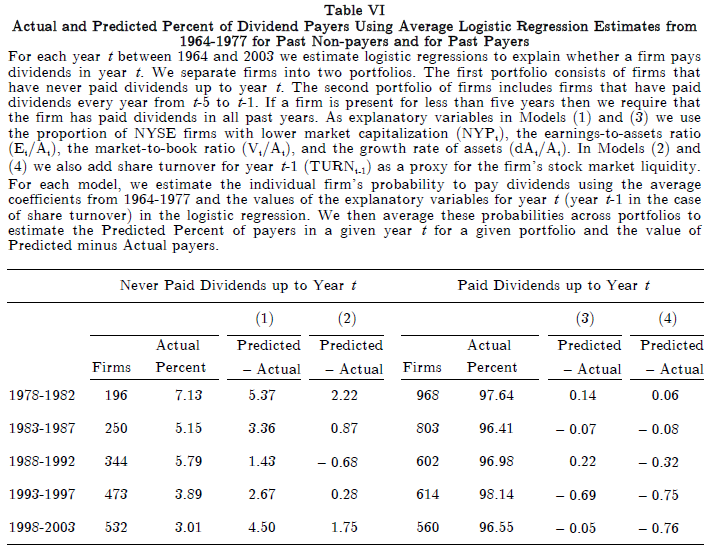 Table VI
Actual and Predicted Percent of Dividend Payers Using Average Logistic Regression Estimates from
1964-1977 for Past Non-payers and for Past Payers
For each year t between 1964 and 2003 we estimate logistic regressions to explain whether a firm pays
dividends in year t. We separate firms into two portfolios. The first portfolio consists of firms that
have never paid dividends up to year t. The second portfolio of firms includes firms that have paid
dividends every year from t-5 to t-1. If a firm is present for less than five years then we require that
the firm has paid dividends in all past years. As explanatory variables in Models (1) and (3) we use
the proportion of NYSE firms with lower market capitalization (NYPt), the earnings-to-assets ratio
(Et/At), the market-to-book ratio (Vt/At), and the growth rate of assets (dAt/At). In Models (2) and
(4) we also add share turnover for year t-1 (TURNt-1) as a proxy for the firm's stock market liquidity.
For each model, we estimate the individual firm's probability to pay dividends using the average
coefficients from 1964-1977 and the values of the explanatory variables for year t (year t-1 in the case
of share turnover) in the logistic regression. We then average these probabilities across portfolios to
estimate the Predicted Percent of payers in a given year t for a given portfolio and the value of
Predicted minus Actual payers.
Never Paid Dividends up to Year t Paid Dividends up to Year t
(1) (2) (3) (4)
Actual Predicted Predicted Actual Predicted Predicted
Firms Percent – Actual – Actual Firms Percent – Actual – Actual
1978-1982 196 7.13 5.37 2.22 968 97.64 0.14 0.06
1983-1987 250 5.15 3.36 0.87 803 96.41 – 0.07 – 0.08
1988-1992 344 5.79 1.43 – 0.68 602 96.98 0.22 – 0.32
1993-1997 473 3.89 2.67 0.28 614 98.14 – 0.69 – 0.75
1998-2003 532 3.01 4.50 1.75 560 96.55 – 0.05 – 0.76